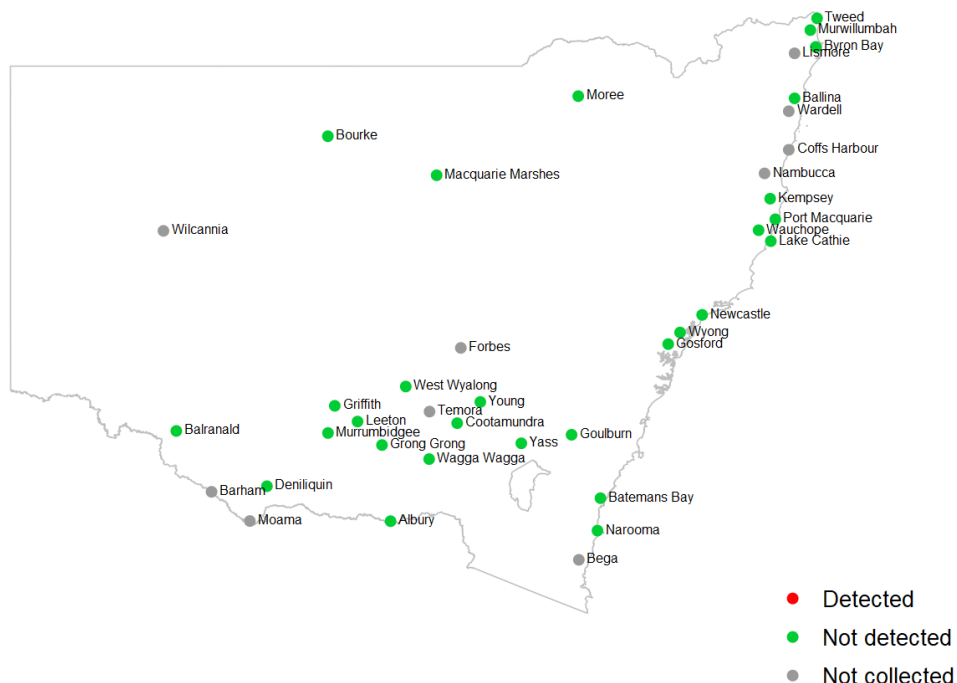 Tweed
Murwillumbah
Byron Bay
Lismore
Moree
Ballina
Wardell
Bourke
Coffs Harbour
Macquarie Marshes
Nambucca
Kempsey
Port Macquarie
Wilcannia
Wauchope
Lake Cathie
Newcastle
Wyong
Gosford
Forbes
West Wyalong
Young
Griffith
Temora
Leeton
Cootamundra
Balranald
Murrumbidgee
Goulburn
Grong Grong
Yass
Wagga Wagga
Deniliquin
Barham
Batemans Bay
Moama
Albury
Narooma
Bega
Detected
Not detected
Not collected